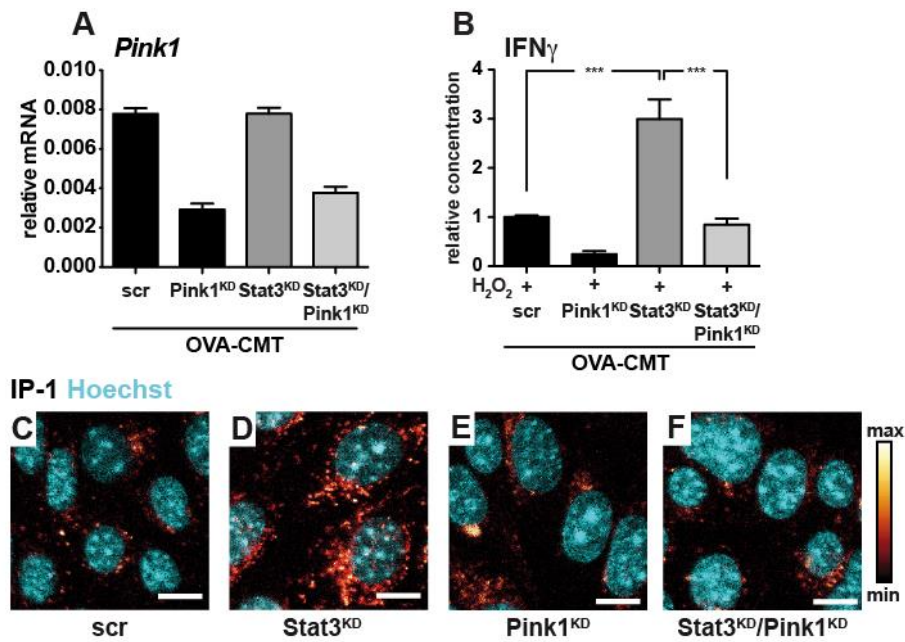 A
Pink1
relative mRNA
0.010
0.008
0.006
0.004
0.002
0.000
scr
Pink1ᴷᴰ
Stat3ᴷᴰ
Stat3ᴷᴰ/
Pink1ᴷᴰ
OVA-CMT
B
IFNγ
relative concentration
4
3
2
1
0
***
***
H₂O₂ + + + +
scr
Pink1ᴷᴰ
Stat3ᴷᴰ
Stat3ᴷᴰ/
Pink1ᴷᴰ
OVA-CMT
IP-1 Hoechst
C
D
E
F
max
min
scr
Stat3ᴷᴰ
Pink1ᴷᴰ
Stat3ᴷᴰ/Pink1ᴷᴰ